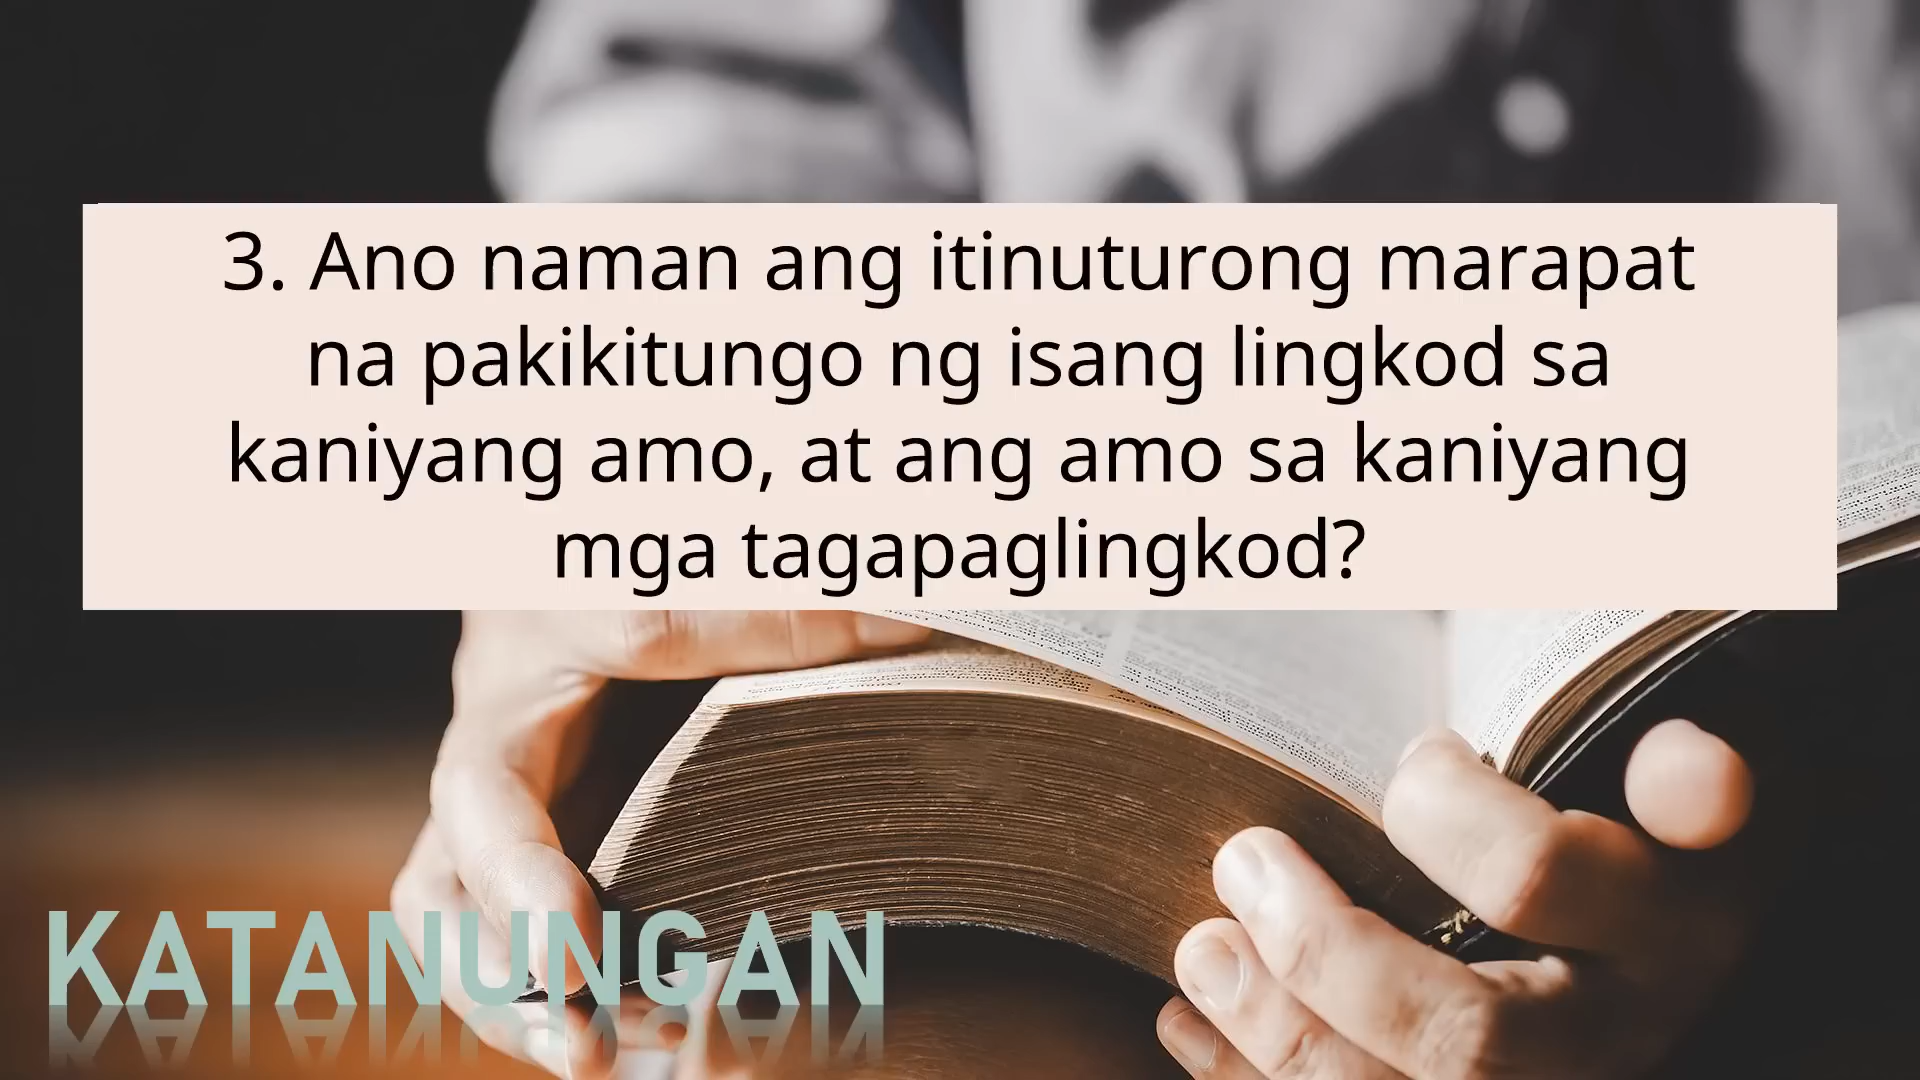 3. Ano naman ang itinuturong marapat
na pakikitungo ng isang lingkod sa
kaniyang amo, at ang amo sa kaniyang
mga tagapaglingkod?
KATANUNGAN